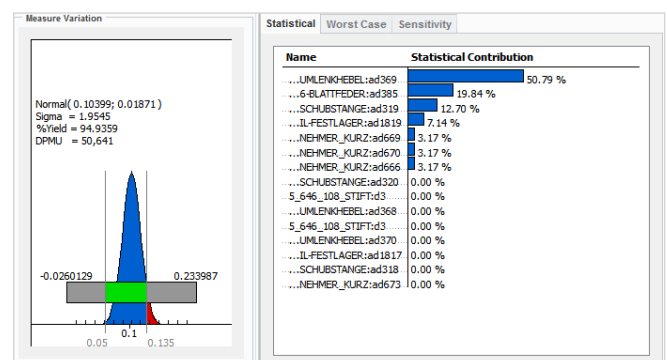 Measure Variation
Normal( 0.10399; 0.01871 )
Sigma = 1.9545
%Yield = 94.9359
DPMU = 50,641
-0.0260129 0.233987
0.1
0.05 0.135
Statistical Worst Case Sensitivity
Name Statistical Contribution
...UMLENKHEBEL:ad369 50.79 %
...6-BLATTFEDER:ad385 19.84 %
...SCHUBSTANGE:ad319 12.70 %
...IL-FESTLAGER:ad1819 7.14 %
...NEHMER_KURZ:ad669 3.17 %
...NEHMER_KURZ:ad670 3.17 %
...NEHMER_KURZ:ad666 3.17 %
...SCHUBSTANGE:ad320 0.00 %
5_646_108_STIFT:d3 0.00 %
...UMLENKHEBEL:ad368 0.00 %
5_646_108_STIFT:d3 0.00 %
...UMLENKHEBEL:ad370 0.00 %
...IL-FESTLAGER:ad1817 0.00 %
...SCHUBSTANGE:ad318 0.00 %
...NEHMER_KURZ:ad673 0.00 %